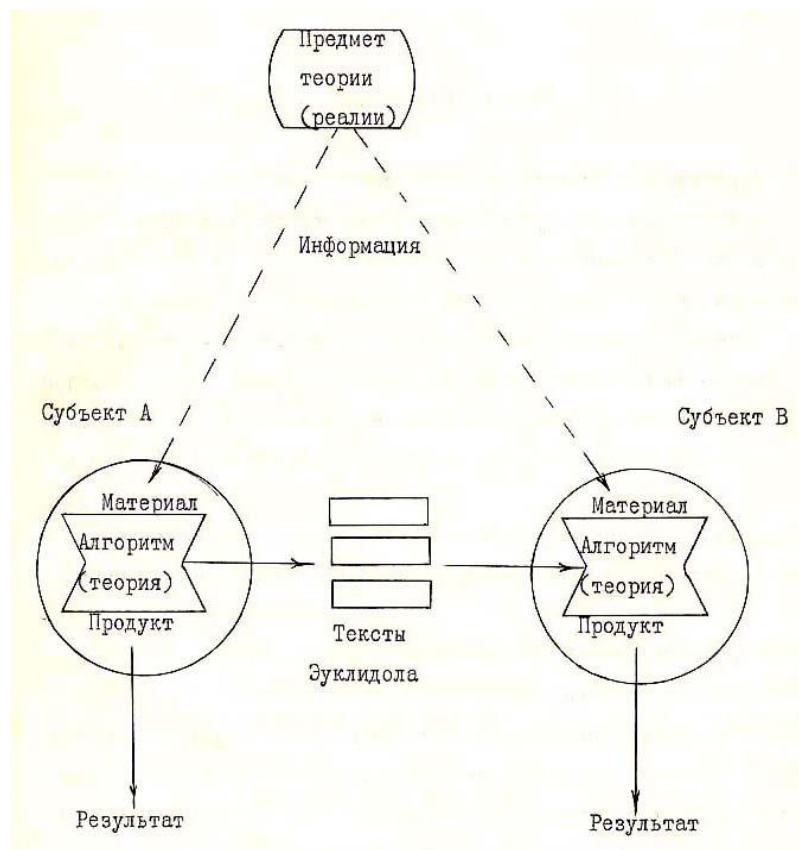 Предмет
теории
(реалии)
Информация
Субъект А
Субъект В
Материал
Алгоритм
(теория)
Продукт
Тексты
Эуклидола
Материал
Алгоритм
(теория)
Продукт
Результат
Результат